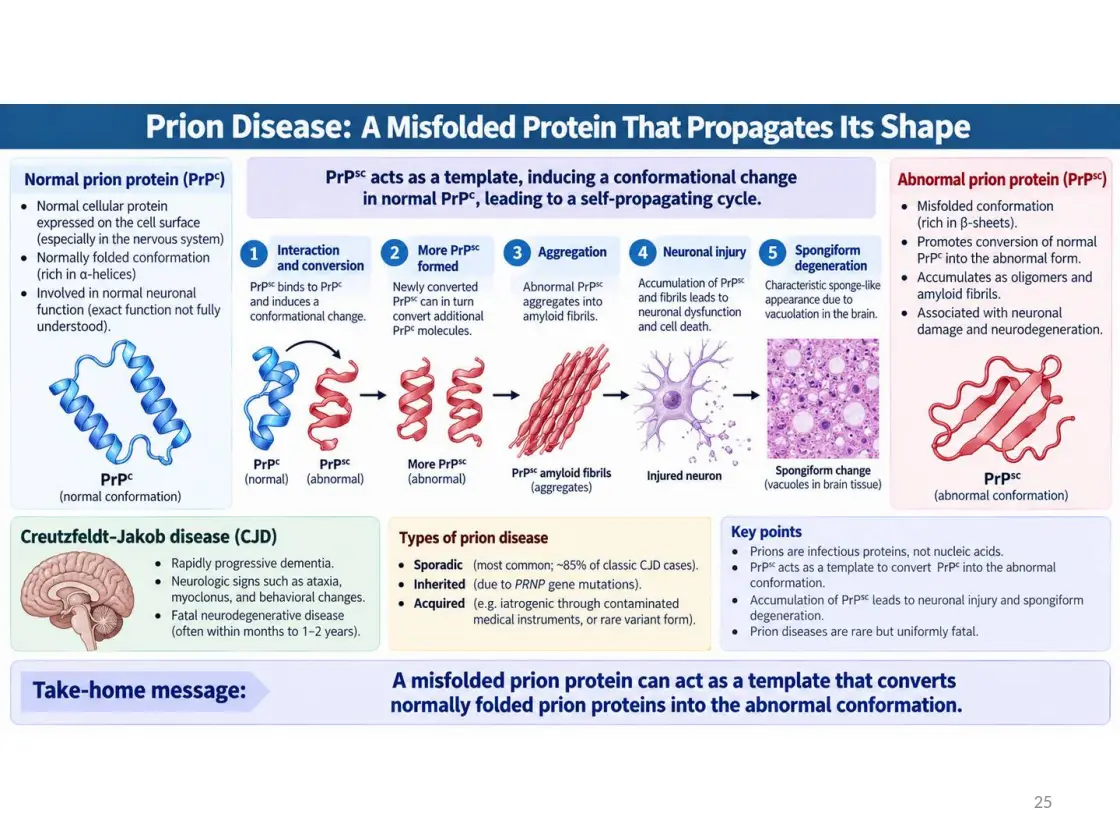 Prion Disease: A Misfolded Protein That Propagates Its Shape
Normal prion protein (PrPᶜ)
• Normal cellular protein
expressed on the cell surface
(especially in the nervous system)
• Normally folded conformation
(rich in α-helices)
• Involved in normal neuronal
function (exact function not fully
understood).
PrPᶜ
(normal conformation)
PrPˢᶜ acts as a template, inducing a conformational change
in normal PrPᶜ, leading to a self-propagating cycle.
1 Interaction
and conversion
PrPˢᶜ binds to PrPᶜ
and induces a
conformational change.
PrPᶜ
(normal)
PrPˢᶜ
(abnormal)
2 More PrPˢᶜ
formed
Newly converted
PrPˢᶜ can in turn
convert additional
PrPᶜ molecules.
More PrPˢᶜ
(abnormal)
3 Aggregation
Abnormal PrPˢᶜ
aggregates into
amyloid fibrils.
PrPˢᶜ amyloid fibrils
(aggregates)
4 Neuronal injury
Accumulation of PrPˢᶜ
and fibrils leads to
neuronal dysfunction
and cell death.
Injured neuron
5 Spongiform
degeneration
Characteristic sponge-like
appearance due to
vacuolation in the brain.
Spongiform change
(vacuoles in brain tissue)
Abnormal prion protein (PrPˢᶜ)
• Misfolded conformation
(rich in β-sheets).
• Promotes conversion of normal
PrPᶜ into the abnormal form.
• Accumulates as oligomers and
amyloid fibrils.
• Associated with neuronal
damage and neurodegeneration.
PrPˢᶜ
(abnormal conformation)
Creutzfeldt–Jakob disease (CJD)
• Rapidly progressive dementia.
• Neurologic signs such as ataxia,
myoclonus, and behavioral changes.
• Fatal neurodegenerative disease
(often within months to 1–2 years).
Types of prion disease
• Sporadic (most common; ~85% of classic CJD cases).
• Inherited (due to PRNP gene mutations).
• Acquired (e.g. iatrogenic through contaminated
medical instruments, or rare variant form).
Key points
• Prions are infectious proteins, not nucleic acids.
• PrPˢᶜ acts as a template to convert PrPᶜ into the abnormal
conformation.
• Accumulation of PrPˢᶜ leads to neuronal injury and spongiform
degeneration.
• Prion diseases are rare but uniformly fatal.
Take-home message:
A misfolded prion protein can act as a template that converts
normally folded prion proteins into the abnormal conformation.
25